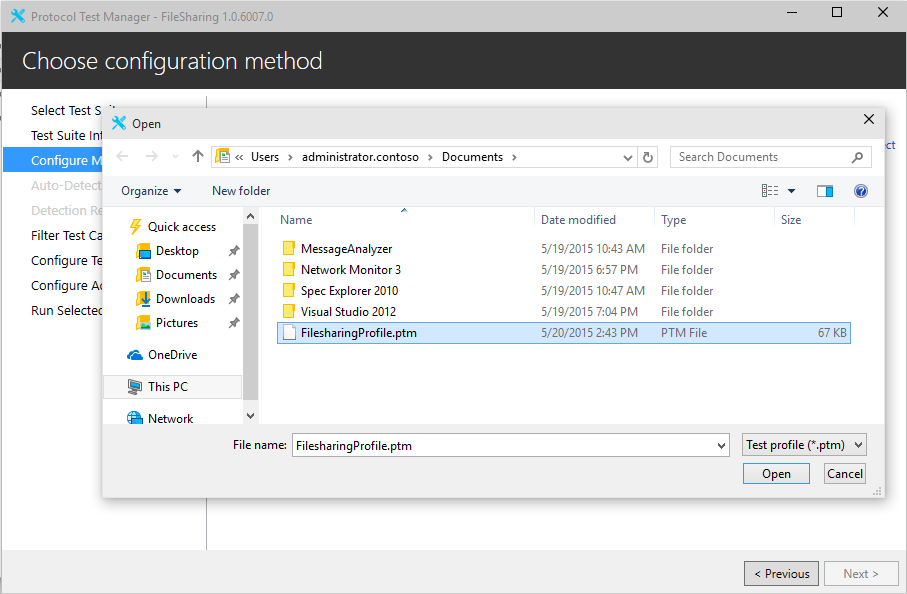 Protocol Test Manager - FileSharing 1.0.6007.0
Choose configuration method
Select Test Suit
Test Suite Int
Configure M
Auto-Detect
Detection Re
Filter Test Ca
Configure Te
Configure Ad
Run Selected
ect
Open
« Users › administrator.contoso › Documents ›
Search Documents
Organize
New folder
Quick access
Desktop
Documents
Downloads
Pictures
OneDrive
This PC
Network
Name Date modified Type Size
MessageAnalyzer 5/19/2015 10:43 AM File folder
Network Monitor 3 5/19/2015 6:57 PM File folder
Spec Explorer 2010 5/19/2015 10:47 AM File folder
Visual Studio 2012 5/19/2015 7:04 PM File folder
FilesharingProfile.ptm 5/20/2015 2:43 PM PTM File 67 KB
File name: FilesharingProfile.ptm Test profile (*.ptm)
Open Cancel
< Previous Next >